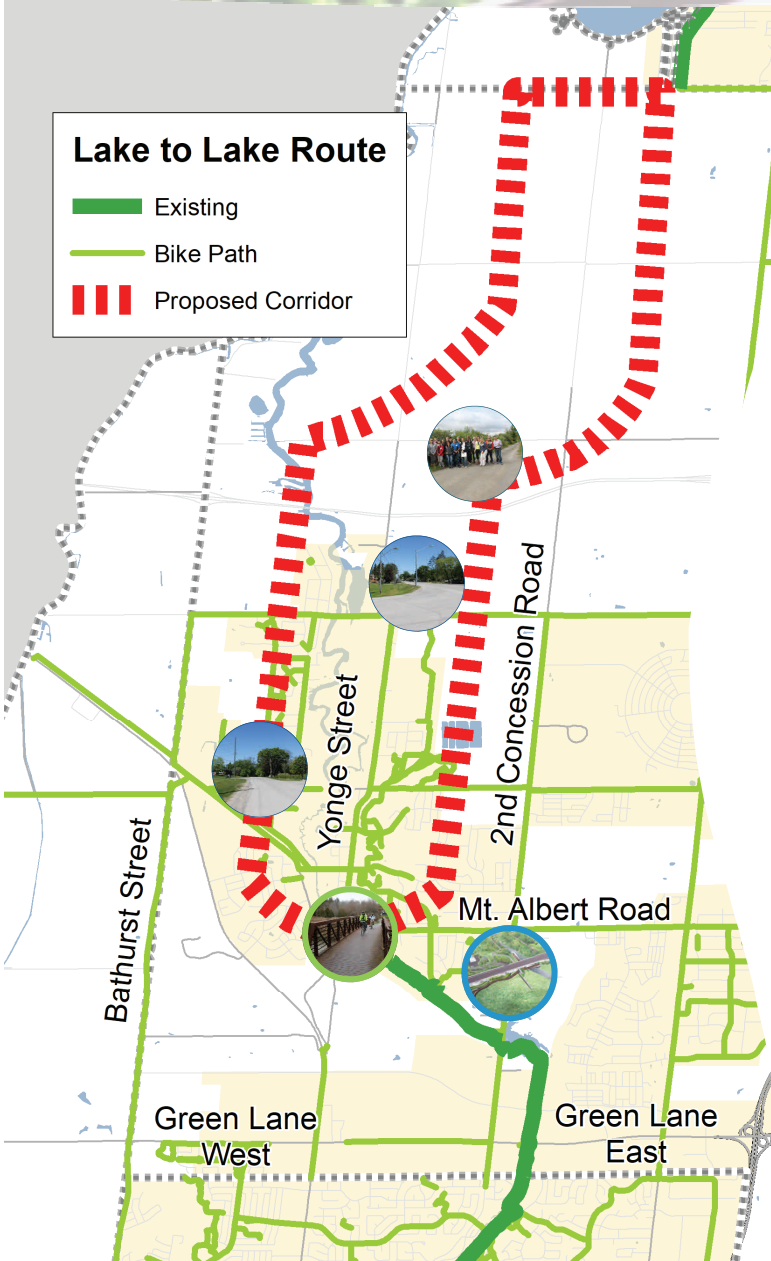 Lake to Lake Route
Existing
Bike Path
Proposed Corridor
2nd Concession Road
Yonge Street
Bathurst Street
Mt. Albert Road
Green Lane
West
Green Lane
East